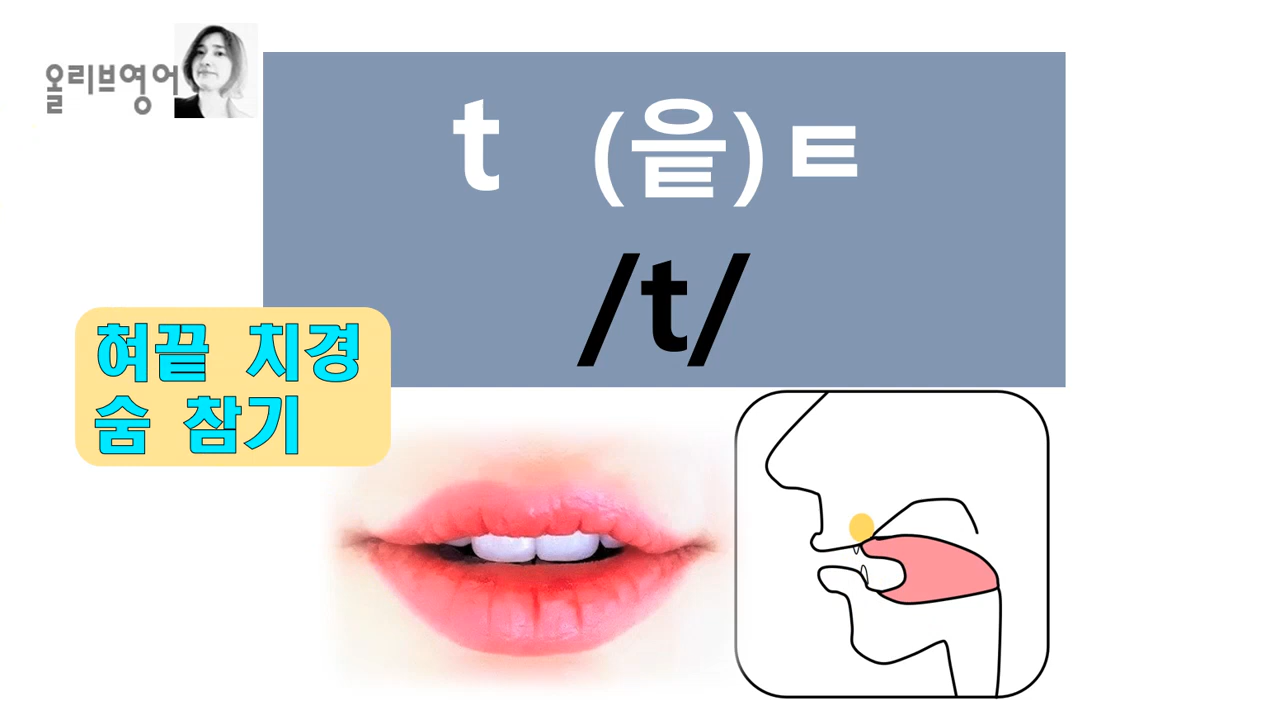 올리브영어
t (읕)ㅌ
/t/
혀끝 치경
숨 참기